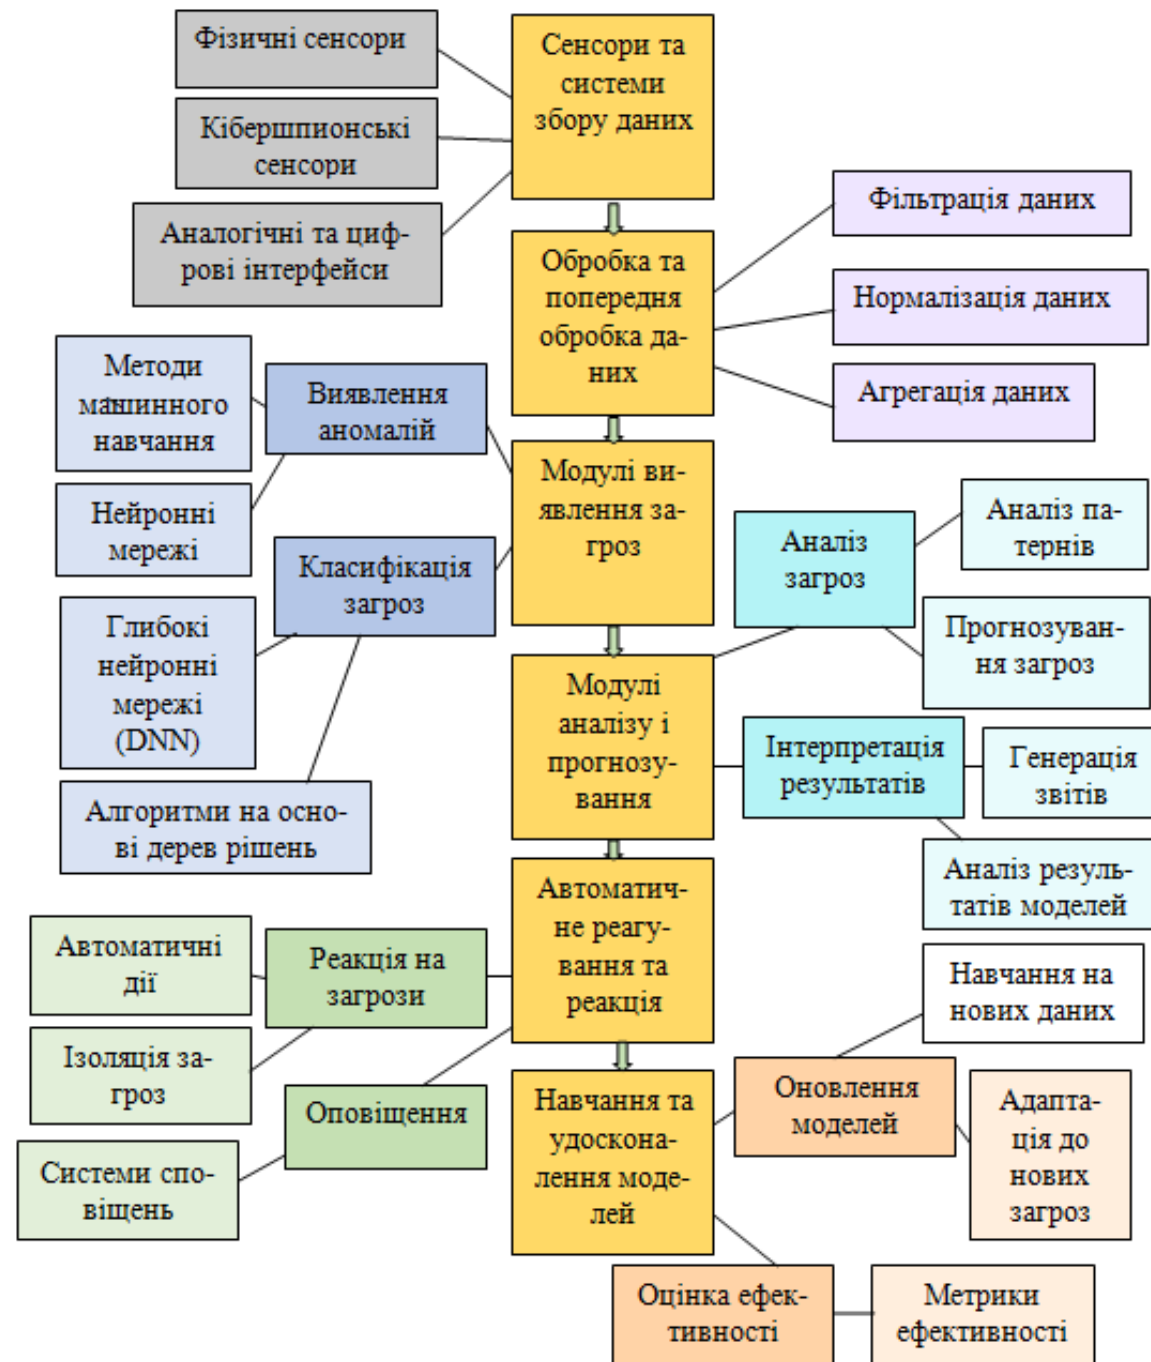 Фізичні сенсори
Кібершпионські
сенсори
Аналогічні та циф-
рові інтерфейси
Сенсори та
системи
збору даних
Обробка та
попередня
обробка да-
них
Фільтрація даних
Нормалізація даних
Агрегація даних
Методи
машинного
навчання
Нейронні
мережі
Виявлення
аномалій
Класифікація
загроз
Глибокі
нейронні
мережі
(DNN)
Алгоритми на осно-
ві дерев рішень
Модулі ви-
явлення за-
гроз
Модулі
аналізу і
прогнозу-
вання
Аналіз
загроз
Аналіз па-
тернів
Прогнозуван-
ня загроз
Інтерпретація
результатів
Генерація
звітів
Аналіз резуль-
татів моделей
Автоматич-
не реагу-
вання та
реакція
Реакція на
загрози
Автоматичні
дії
Ізоляція за-
гроз
Оповіщення
Системи спо-
віщень
Навчання та
удоскона-
лення моде-
лей
Оновлення
моделей
Навчання на
нових даних
Адапта-
ція до
нових
загроз
Оцінка ефек-
тивності
Метрики
ефективності